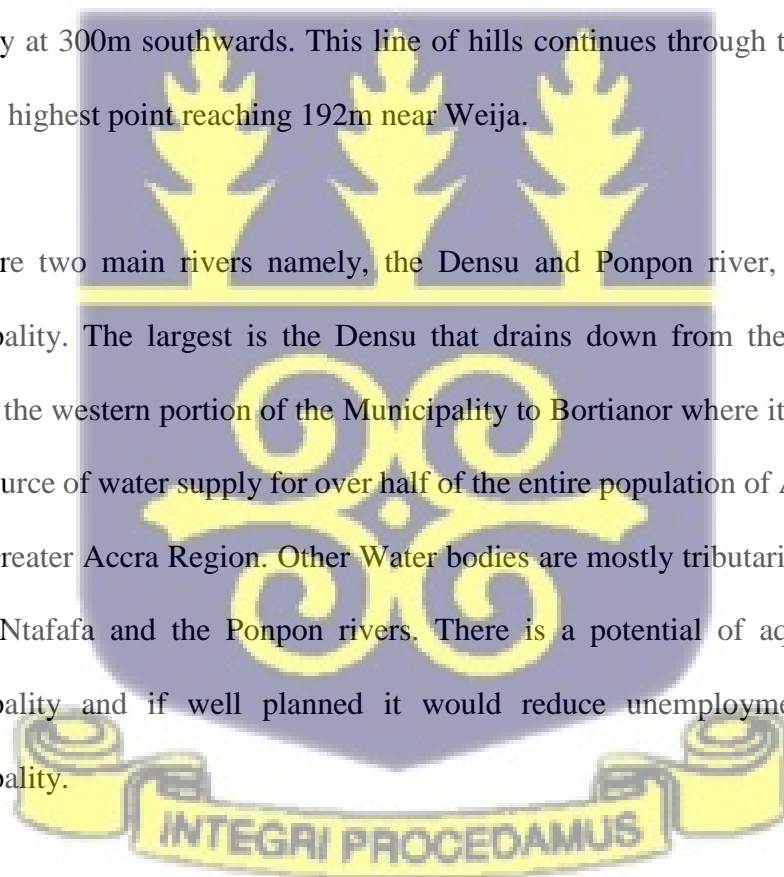 y at 300m southwards. This line of hills continues through t
highest point reaching 192m near Weija.
re two main rivers namely, the Densu and Ponpon river,
pality. The largest is the Densu that drains down from the
the western portion of the Municipality to Bortianor where it
urce of water supply for over half of the entire population of A
reater Accra Region. Other Water bodies are mostly tributari
Ntafafa and the Ponpon rivers. There is a potential of aq
pality and if well planned it would reduce unemployme
pality.
INTEGRI PROCEDAMUS